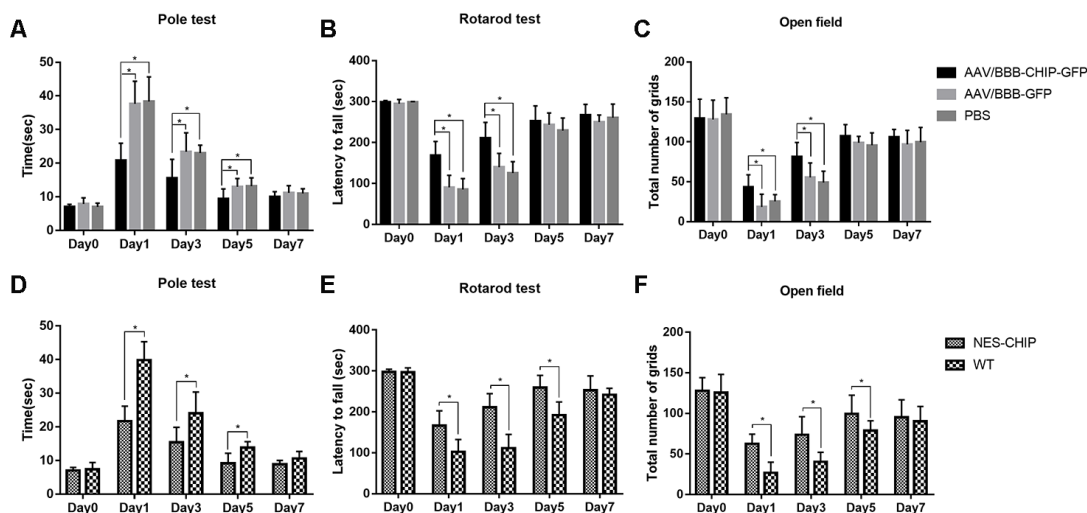 A
Pole test
Time(sec)
50
40
30
20
10
0
* *
* *
* *
Day0 Day1 Day3 Day5 Day7
B
Rotarod test
Latency to fall (sec)
400
300
200
100
0
* *
* *
Day0 Day1 Day3 Day5 Day7
C
Open field
Total number of grids
200
150
100
50
0
* *
* *
Day0 Day1 Day3 Day5 Day7
AAV/BBB-CHIP-GFP
AAV/BBB-GFP
PBS
D
Pole test
Time(sec)
50
40
30
20
10
0
*
*
*
Day0 Day1 Day3 Day5 Day7
E
Rotarod test
Latency to fall (sec)
400
300
200
100
0
*
*
*
Day0 Day1 Day3 Day5 Day7
F
Open field
Total number of grids
200
150
100
50
0
*
*
*
Day0 Day1 Day3 Day5 Day7
NES-CHIP
WT